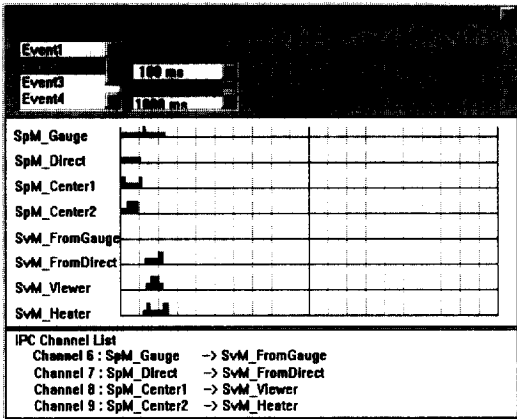 Event1
Event3
Event4
100 ms
1000 ms
SpM_Gauge
SpM_Direct
SpM_Center1
SpM_Center2
SvM_FromGauge
SvM_FromDirect
SvM_Viewer
SvM_Heater
IPC Channel List
Channel 6 : SpM_Gauge -> SvM_FromGauge
Channel 7 : SpM_Direct -> SvM_FromDirect
Channel 8 : SpM_Center1 -> SvM_Viewer
Channel 9 : SpM_Center2 -> SvM_Heater